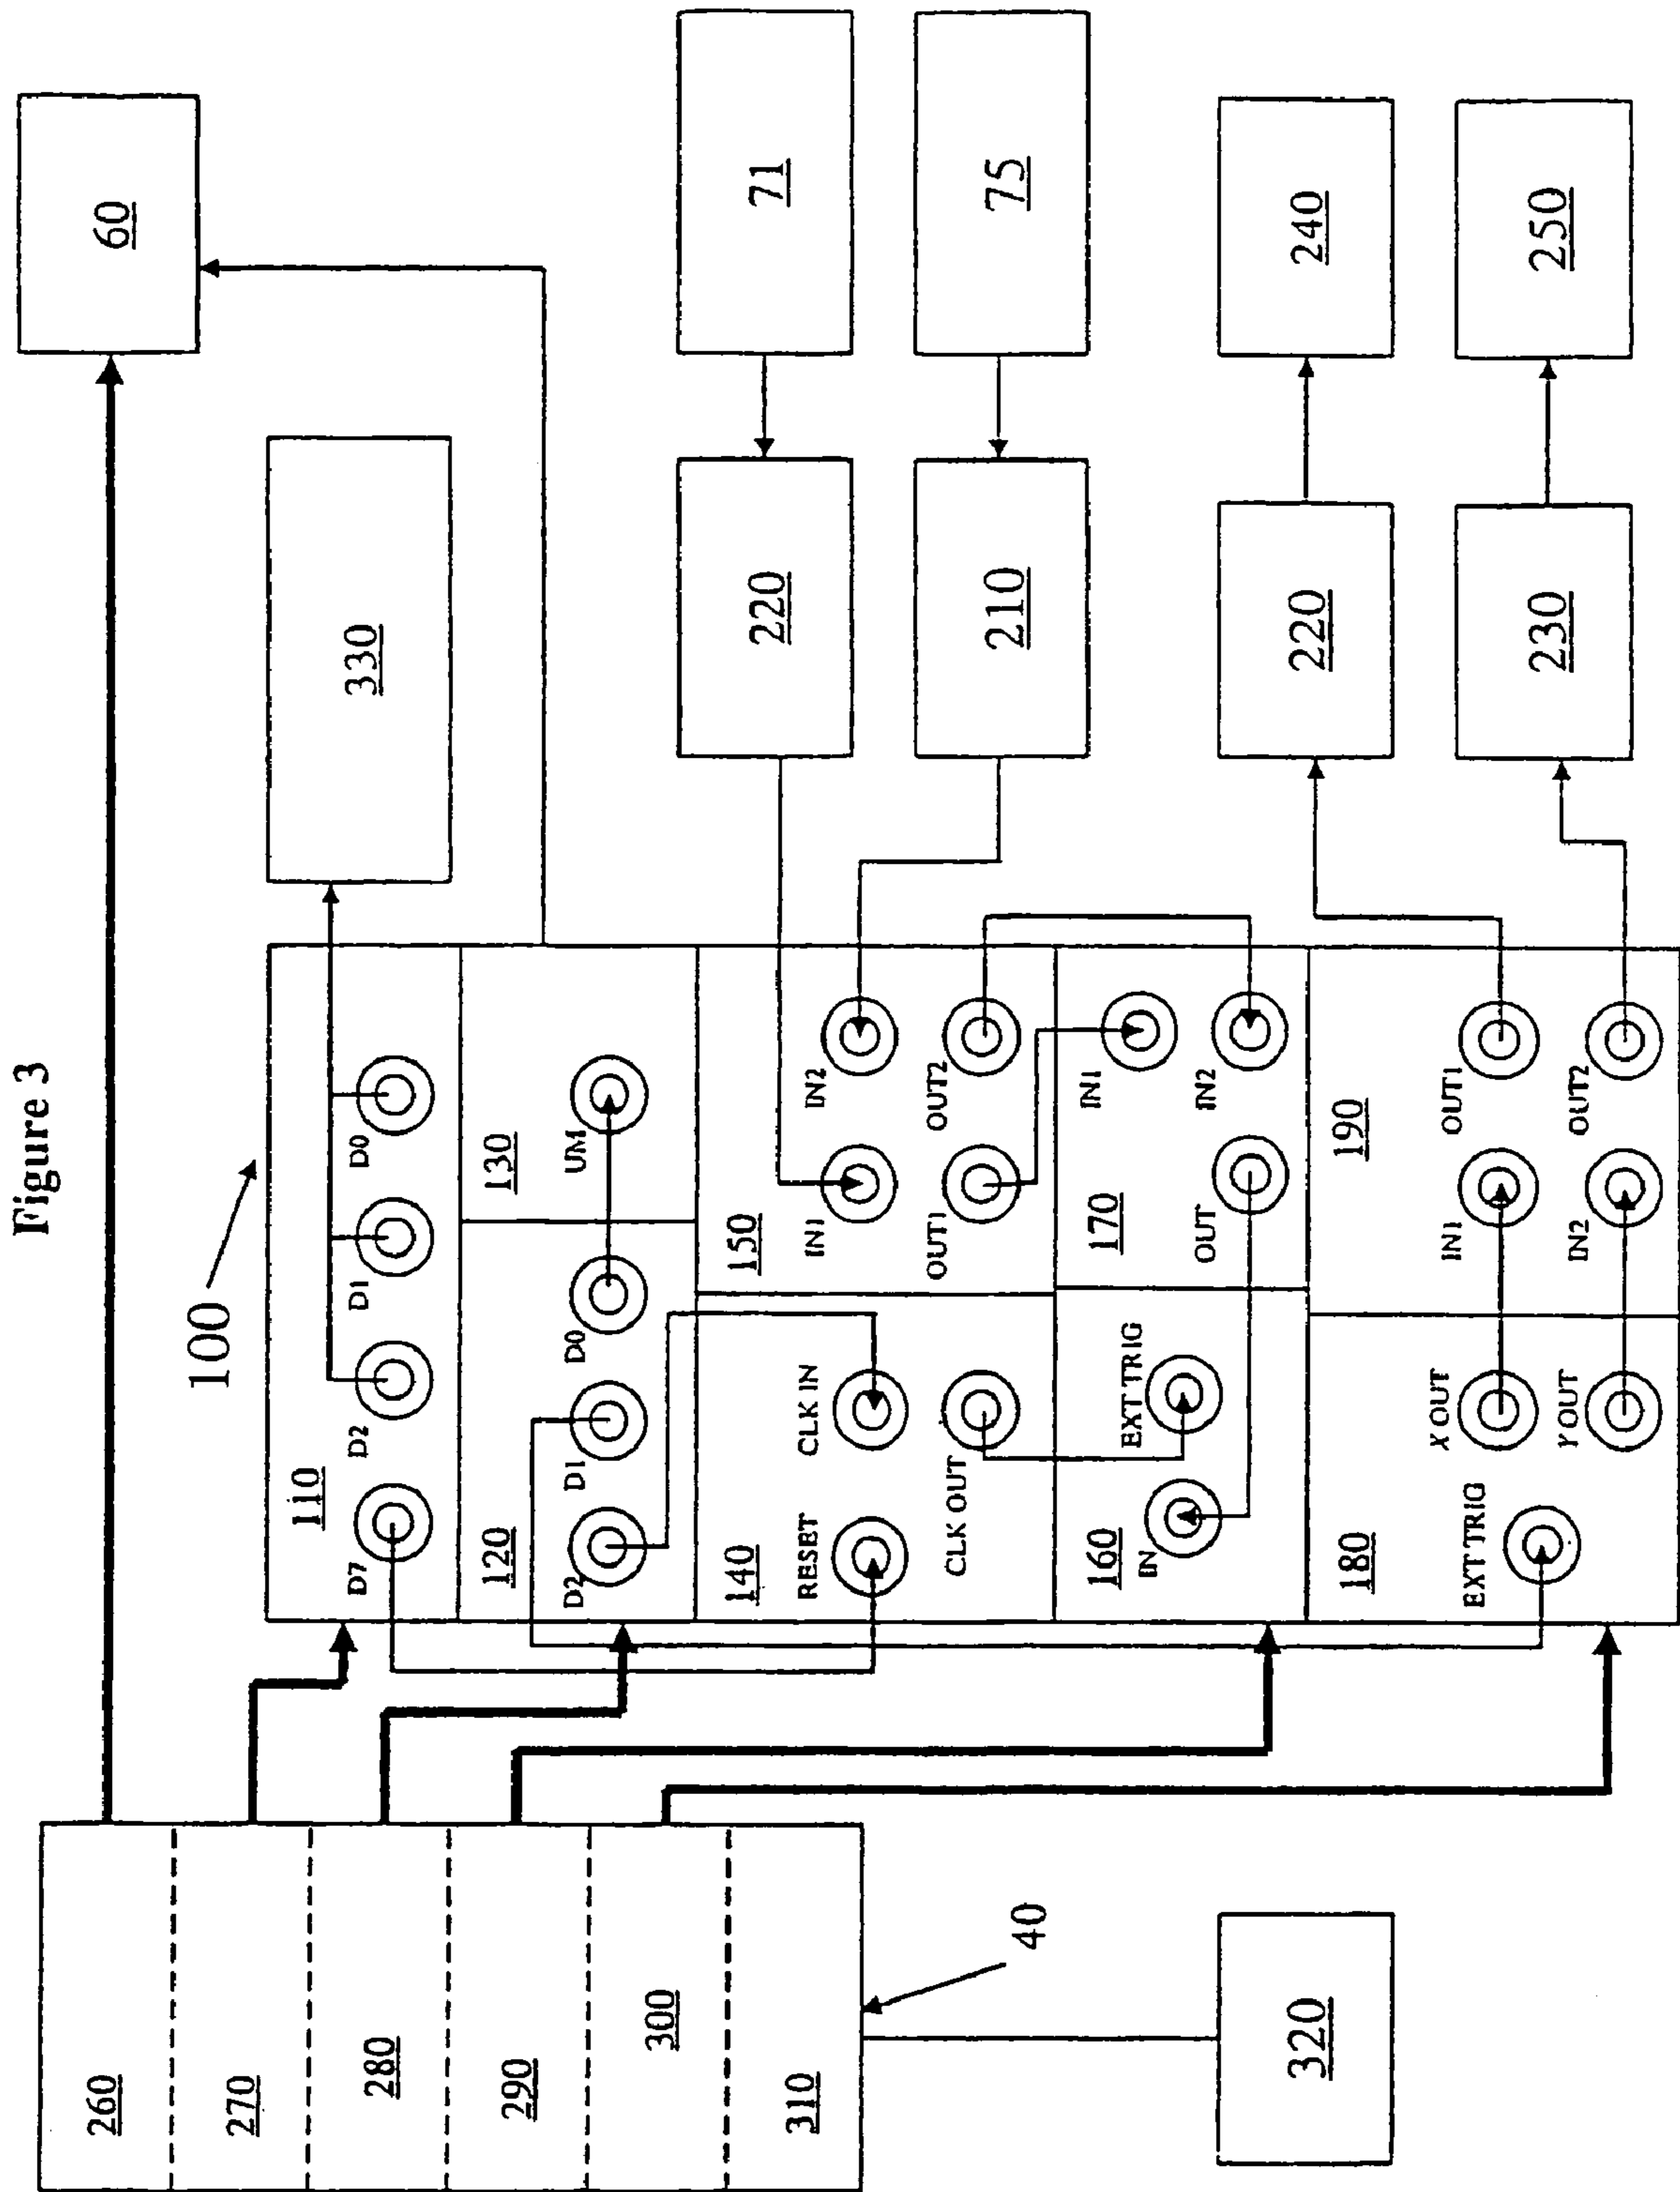 Figure 3
100
60
330
71
220
75
210
240
220
250
230
110
D7
D2
D1
D0
120
D2
D1
D0
130
UM
140
RESET
CLK IN
CLK OUT
150
IN1
IN2
OUT1
OUT2
160
IN
EXT TRIG
170
OUT
IN1
IN2
180
EXT TRIG
X OUT
Y OUT
190
IN1
OUT1
IN2
OUT2
260
270
280
290
300
310
40
320